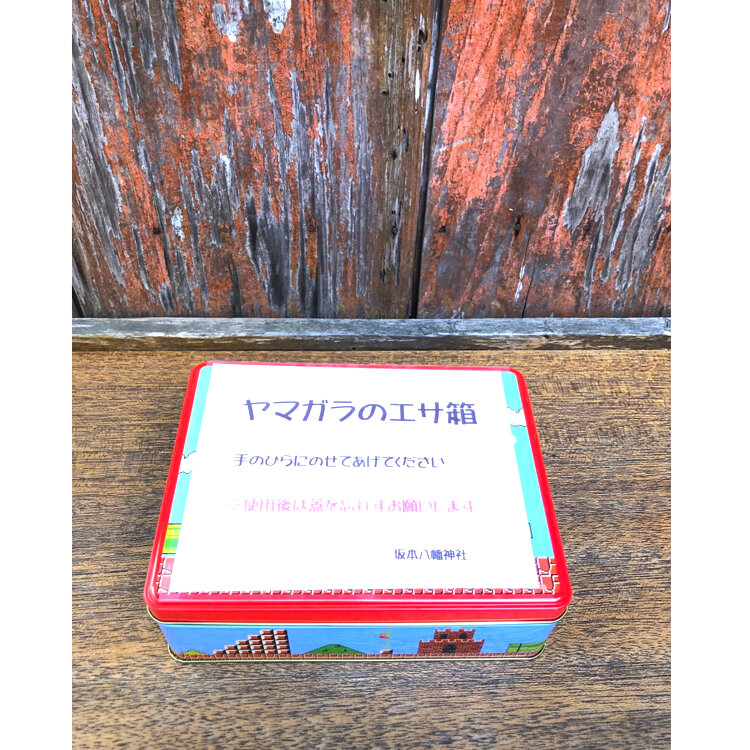 ヤマガラのエサ箱
手のひらにのせてあげてください
※使用後は蓋を忘れずお願いします
坂本八幡神社